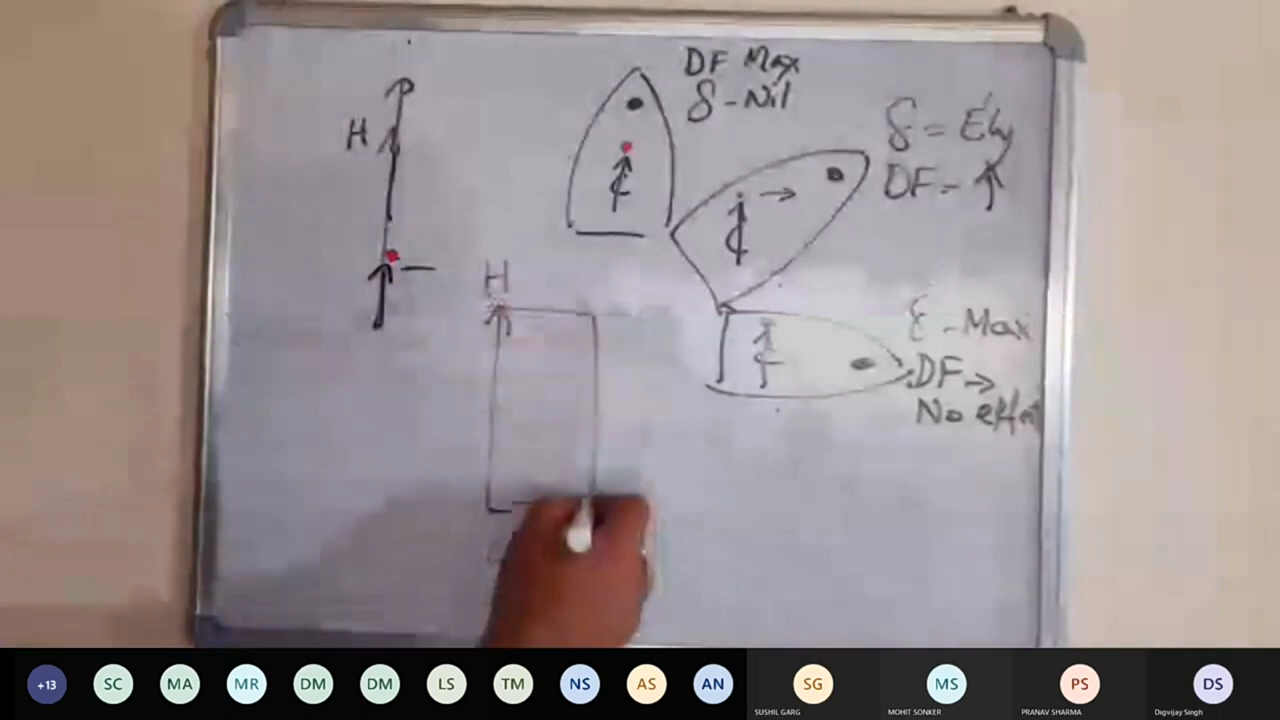 H
DF Max
δ - Nil
δ = E'ly
DF - ↑
H
- Max
DF →
No effect
+13
SC
MA
MR
DM
DM
LS
TM
NS
AS
AN
SG
MS
PS
DS
SUSHIL GARG
MOHIT SONKER
PRANAV SHARMA
Digvijay Singh